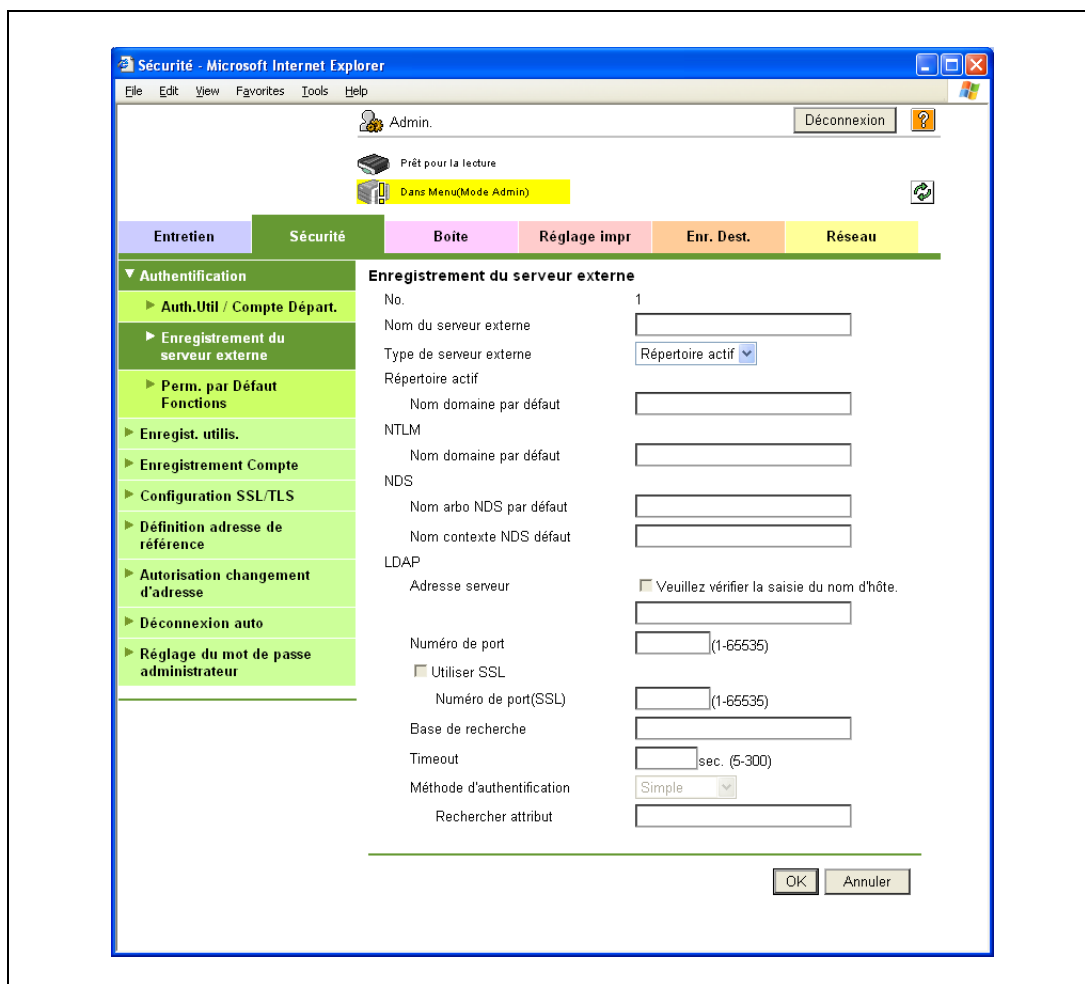 Sécurité - Microsoft Internet Explorer
File Edit View Favorites Tools Help
Admin. Déconnexion ?
Prêt pour la lecture
Dans Menu(Mode Admin)
Entretien Sécurité Boîte Réglage impr Enr. Dest. Réseau
Authentification
Auth.Util / Compte Départ.
Enregistrement du
serveur externe
Perm. par Défaut
Fonctions
Enregist. utilis.
Enregistrement Compte
Configuration SSL/TLS
Définition adresse de
référence
Autorisation changement
d'adresse
Déconnexion auto
Réglage du mot de passe
administrateur
Enregistrement du serveur externe
No. 1
Nom du serveur externe
Type de serveur externe Répertoire actif
Répertoire actif
Nom domaine par défaut
NTLM
Nom domaine par défaut
NDS
Nom arbo NDS par défaut
Nom contexte NDS défaut
LDAP
Adresse serveur Veuillez vérifier la saisie du nom d'hôte.
Numéro de port (1-65535)
Utiliser SSL
Numéro de port(SSL) (1-65535)
Base de recherche
Timeout sec. (5-300)
Méthode d'authentification Simple
Rechercher attribut
OK Annuler